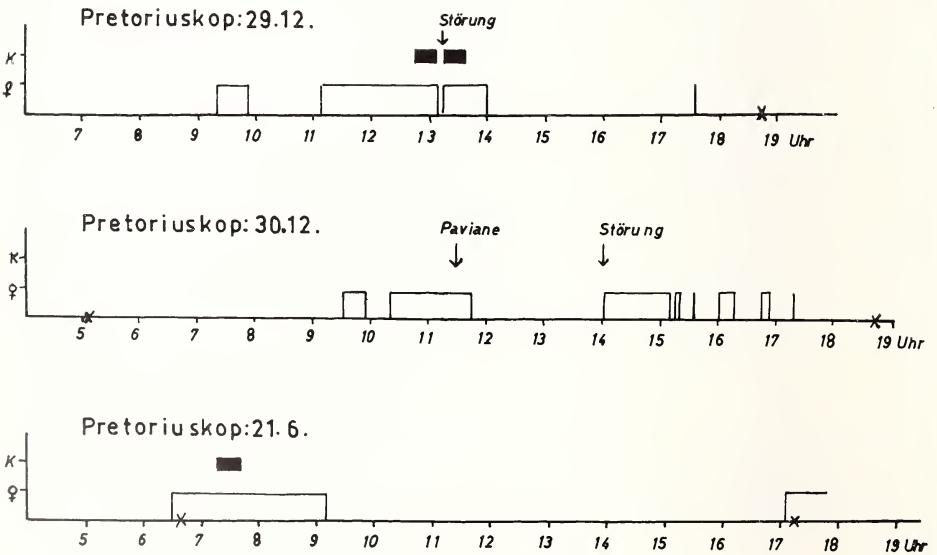 Pretoriuskop: 29.12.
Störung
K
♀
7 8 9 10 11 12 13 14 15 16 17 18 19 Uhr
Pretoriuskop: 30.12.
Paviane Störung
K
♀
5 6 7 8 9 10 11 12 13 14 15 16 17 18 19 Uhr
Pretoriuskop: 21.6.
K
♀
5 6 7 8 9 10 11 12 13 14 15 16 17 18 19 Uhr